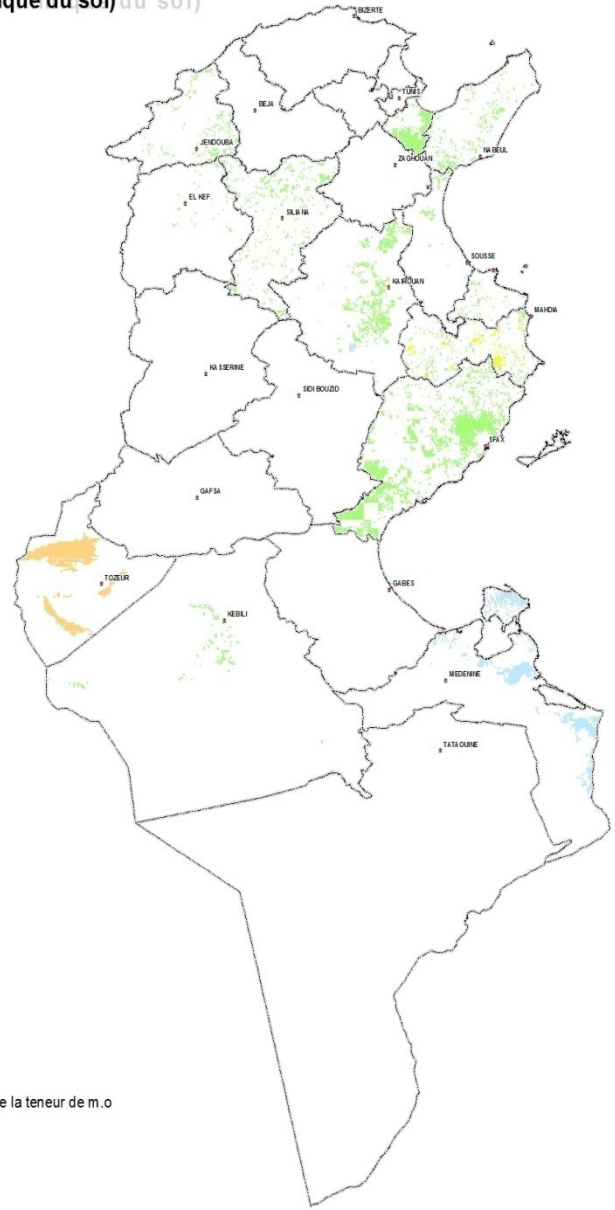 ique du sol) du sol)
BIZERTE
TUNIS
BEJA
JENDOUBA
NABEUL
ZAGHOUAN
EL KEF
SILIANA
SOUSSE
KAIROUAN
MAHDIA
KASSERINE
SIDI BOUZID
SFAX
GAFSA
TOZEUR
GABES
KEBILI
MEDENINE
TATAOUINE
e la teneur de m.o